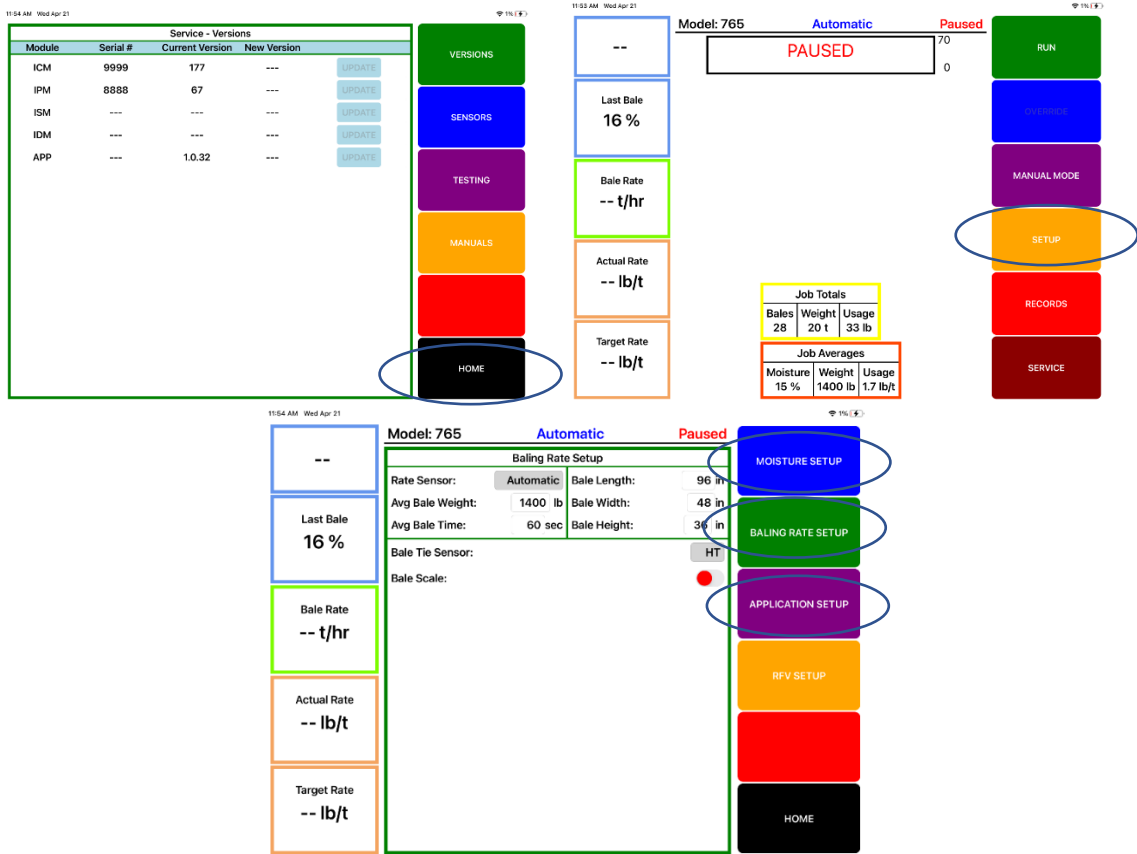 11:54 AM Wed Apr 21
1%
Service - Versions
Module Serial # Current Version New Version
ICM 9999 177 --- UPDATE
IPM 8888 67 --- UPDATE
ISM --- --- --- UPDATE
IDM --- --- --- UPDATE
APP --- 1.0.32 --- UPDATE
VERSIONS
SENSORS
TESTING
MANUALS
HOME
11:53 AM Wed Apr 21
1%
--
Last Bale
16 %
Bale Rate
-- t/hr
Actual Rate
-- lb/t
Target Rate
-- lb/t
Model: 765 Automatic Paused
PAUSED
70
0
Job Totals
Bales Weight Usage
28 20 t 33 lb
Job Averages
Moisture Weight Usage
15 % 1400 lb 1.7 lb/t
RUN
OVERRIDE
MANUAL MODE
SETUP
RECORDS
SERVICE
11:54 AM Wed Apr 21
1%
--
Last Bale
16 %
Bale Rate
-- t/hr
Actual Rate
-- lb/t
Target Rate
-- lb/t
Model: 765 Automatic Paused
Baling Rate Setup
Rate Sensor: Automatic Bale Length: 96 in
Avg Bale Weight: 1400 lb Bale Width: 48 in
Avg Bale Time: 60 sec Bale Height: 36 in
Bale Tie Sensor: HT
Bale Scale:
MOISTURE SETUP
BALING RATE SETUP
APPLICATION SETUP
RFV SETUP
HOME